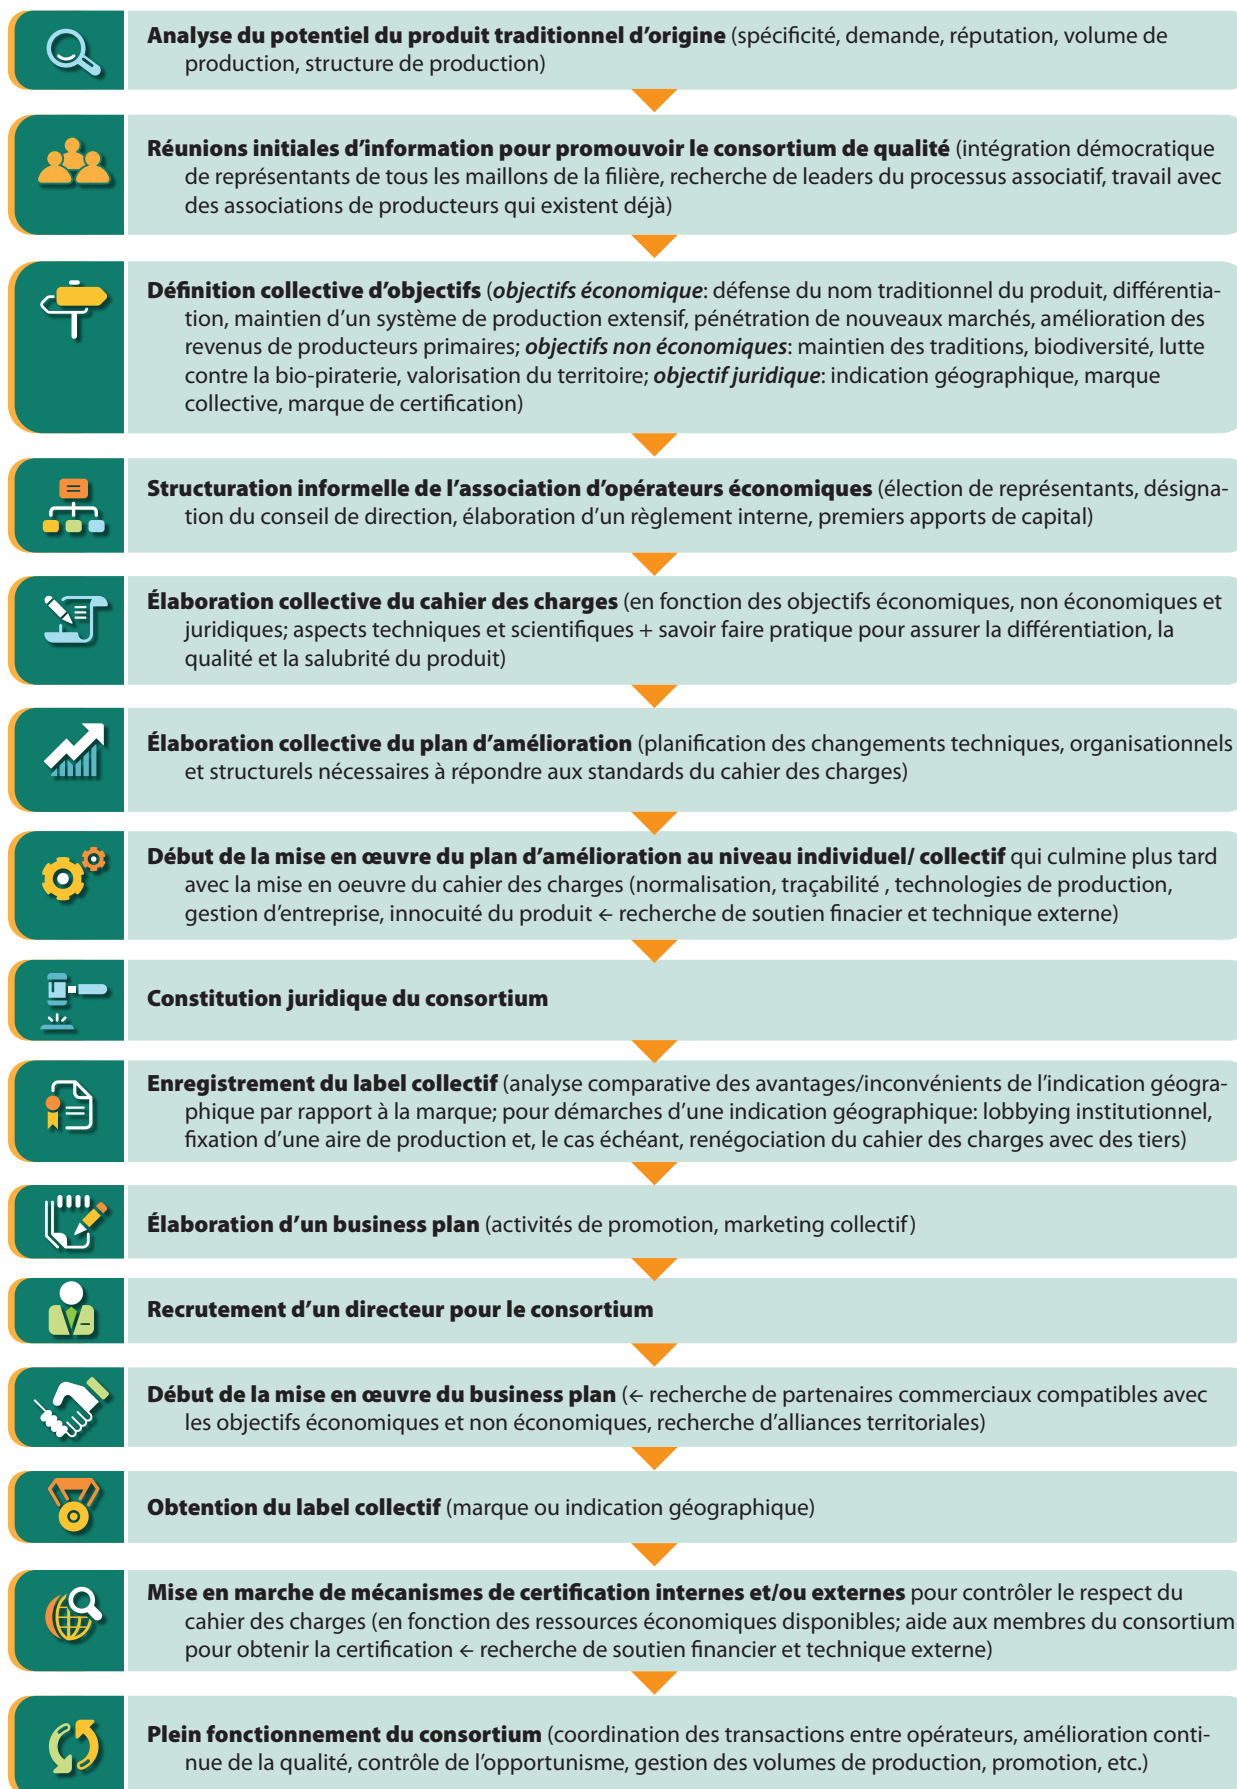 Analyse du potentiel du produit traditionnel d’origine (spécificité, demande, réputation, volume de
production, structure de production)
Réunions initiales d’information pour promouvoir le consortium de qualité (intégration démocratique
de représentants de tous les maillons de la filière, recherche de leaders du processus associatif, travail avec
des associations de producteurs qui existent déjà)
Définition collective d’objectifs (objectifs économique: défense du nom traditionnel du produit, différentia-
tion, maintien d’un système de production extensif, pénétration de nouveaux marchés, amélioration des
revenus de producteurs primaires; objectifs non économiques: maintien des traditions, biodiversité, lutte
contre la bio-piraterie, valorisation du territoire; objectif juridique: indication géographique, marque
collective, marque de certification)
Structuration informelle de l’association d’opérateurs économiques (élection de représentants, désigna-
tion du conseil de direction, élaboration d’un règlement interne, premiers apports de capital)
Élaboration collective du cahier des charges (en fonction des objectifs économiques, non économiques et
juridiques; aspects techniques et scientifiques + savoir faire pratique pour assurer la différentiation, la
qualité et la salubrité du produit)
Élaboration collective du plan d’amélioration (planification des changements techniques, organisationnels
et structurels nécessaires à répondre aux standards du cahier des charges)
Début de la mise en œuvre du plan d’amélioration au niveau individuel/ collectif qui culmine plus tard
avec la mise en oeuvre du cahier des charges (normalisation, traçabilité , technologies de production,
gestion d’entreprise, innocuité du produit ← recherche de soutien finacier et technique externe)
Constitution juridique du consortium
Enregistrement du label collectif (analyse comparative des avantages/inconvénients de l’indication géogra-
phique par rapport à la marque; pour démarches d’une indication géographique: lobbying institutionnel,
fixation d’une aire de production et, le cas échéant, renégociation du cahier des charges avec des tiers)
Élaboration d’un business plan (activités de promotion, marketing collectif)
Recrutement d’un directeur pour le consortium
Début de la mise en œuvre du business plan (← recherche de partenaires commerciaux compatibles avec
les objectifs économiques et non économiques, recherche d’alliances territoriales)
Obtention du label collectif (marque ou indication géographique)
Mise en marche de mécanismes de certification internes et/ou externes pour contrôler le respect du
cahier des charges (en fonction des ressources économiques disponibles; aide aux membres du consortium
pour obtenir la certification ← recherche de soutien financier et technique externe)
Plein fonctionnement du consortium (coordination des transactions entre opérateurs, amélioration conti-
nue de la qualité, contrôle de l’opportunisme, gestion des volumes de production, promotion, etc.)